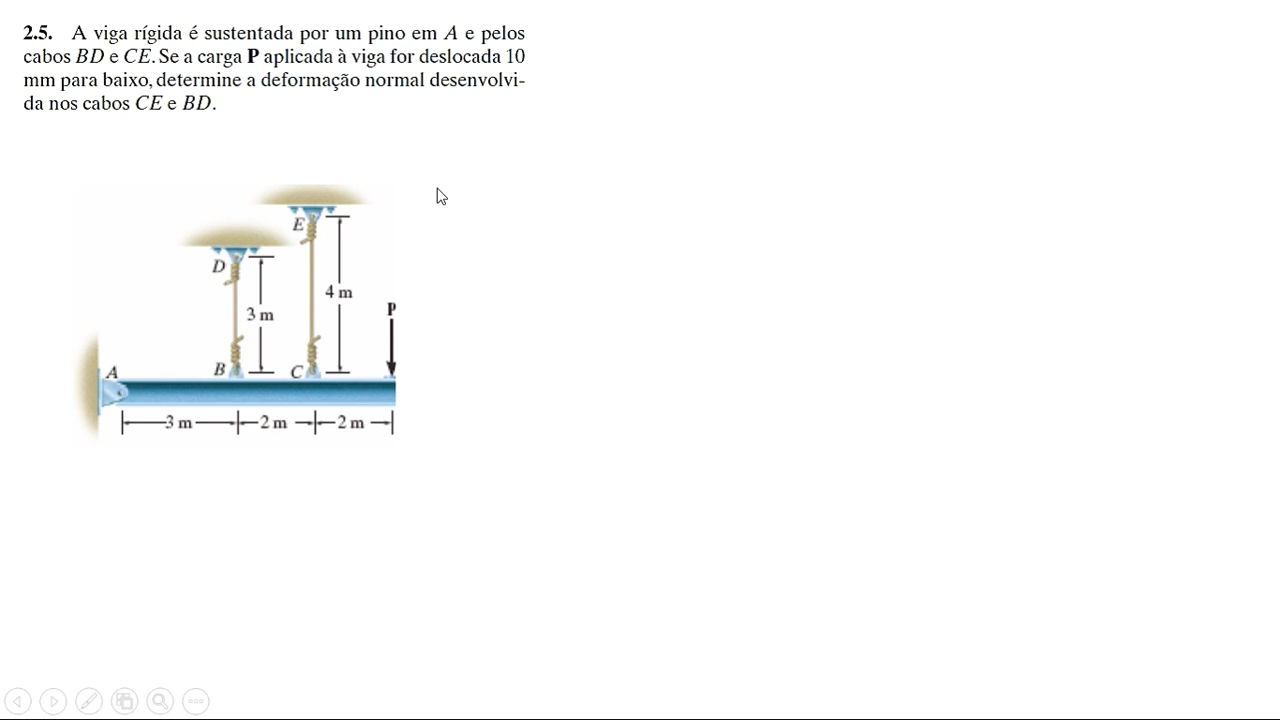 2.5. A viga rígida é sustentada por um pino em A e pelos
cabos BD e CE. Se a carga P aplicada à viga for deslocada 10
mm para baixo, determine a deformação normal desenvolvi-
da nos cabos CE e BD.
E
D
4 m
P
3 m
A
B
C
3 m
2 m
2 m